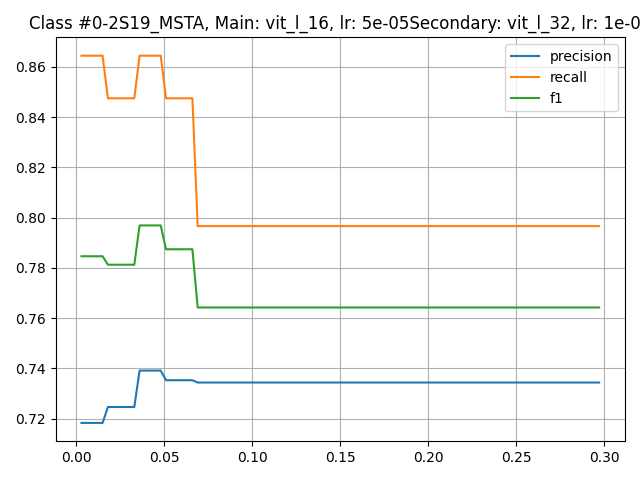 Class #0-2S19_MSTA, Main: vit_l_16, lr: 5e-05Secondary: vit_l_32, lr: 1e-0
precision
recall
f1
0.86
0.84
0.82
0.80
0.78
0.76
0.74
0.72
0.00 0.05 0.10 0.15 0.20 0.25 0.30